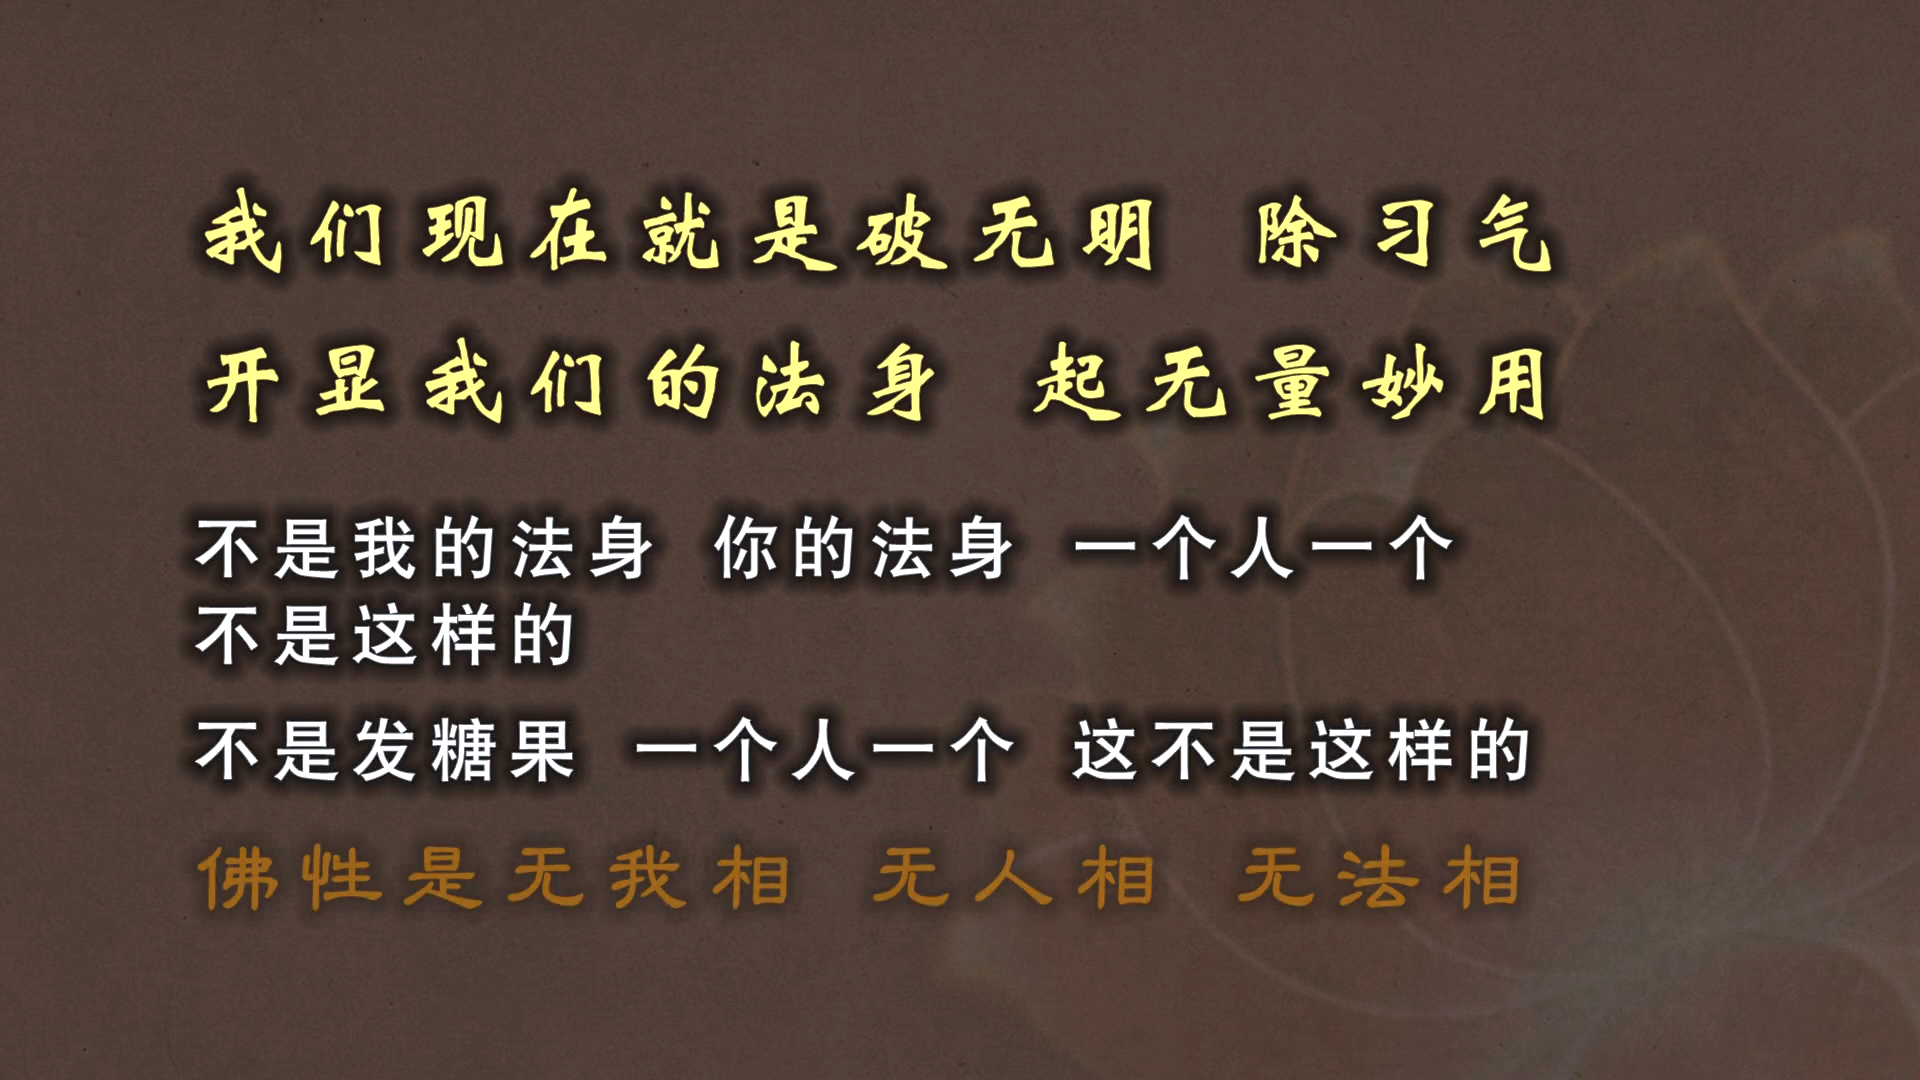 我们现在就是破无明 除习气
开显我们的法身 起无量妙用
不是我的法身 你的法身 一个人一个
不是这样的
不是发糖果 一个人一个 这不是这样的
佛性是无我相 无人相 无法相